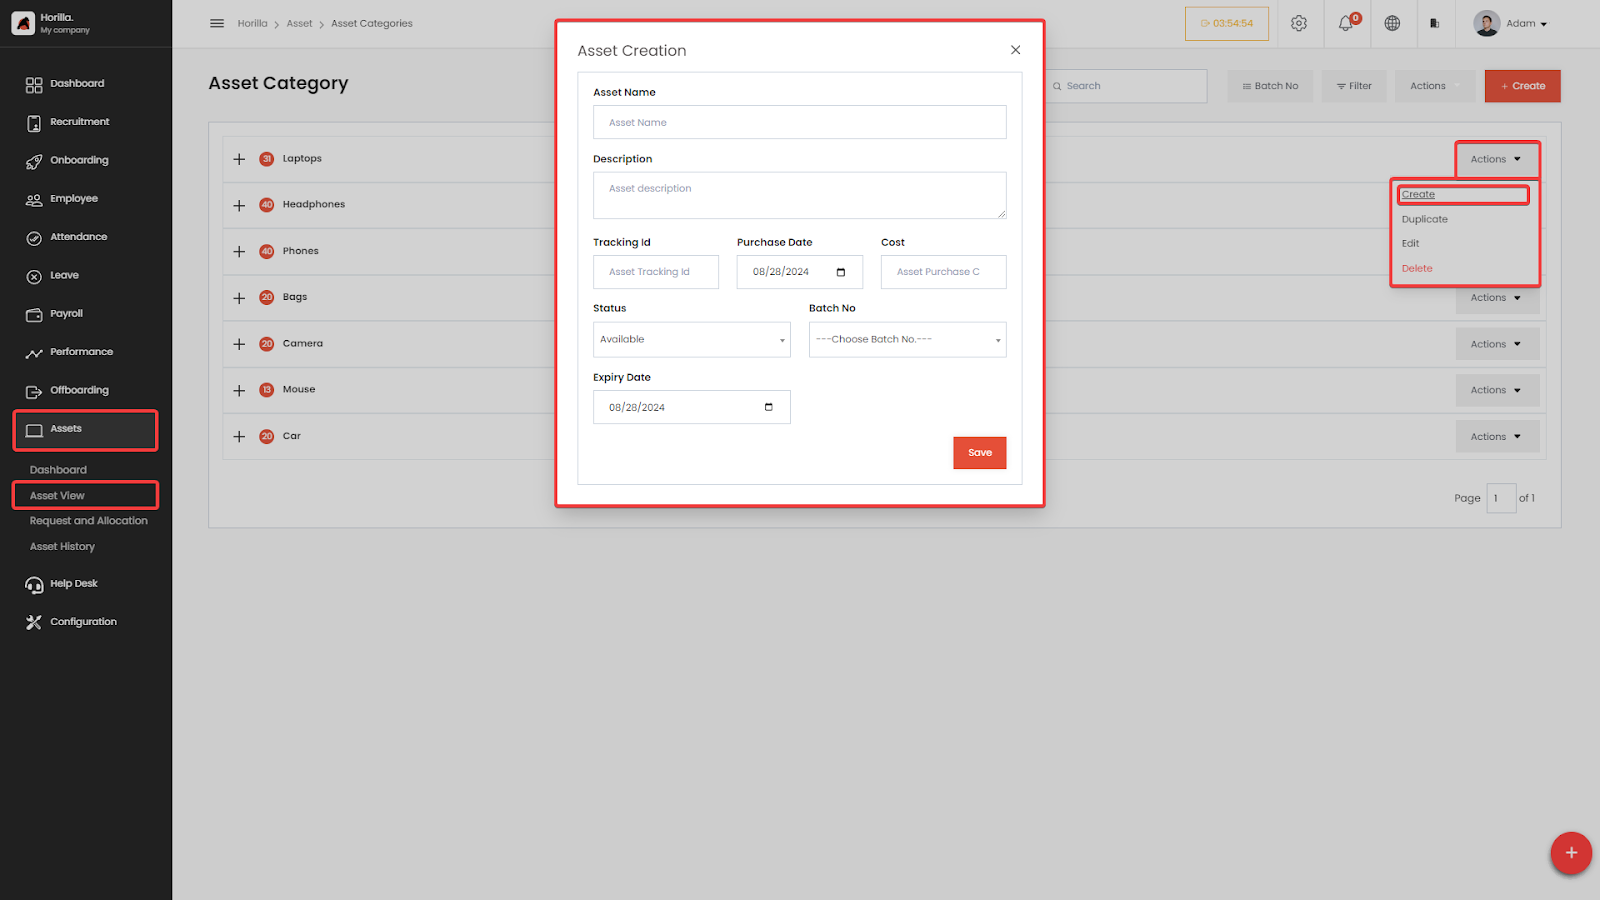 Horilla.
My company
Dashboard
Recruitment
Onboarding
Employee
Attendance
Leave
Payroll
Performance
Offboarding
Assets
Dashboard
Asset View
Request and Allocation
Asset History
Help Desk
Configuration
Horilla > Asset > Asset Categories
03:54:54
0
Adam
Asset Category
Search
Batch No
Filter
Actions
+ Create
31 Laptops
Actions
40 Headphones
40 Phones
20 Bags
Actions
20 Camera
Actions
13 Mouse
Actions
20 Car
Actions
Create
Duplicate
Edit
Delete
Page 1 of 1
Asset Creation
Asset Name
Asset Name
Description
Asset description
Tracking Id Purchase Date Cost
Asset Tracking Id 08/28/2024 Asset Purchase C
Status Batch No
Available ---Choose Batch No.---
Expiry Date
08/28/2024
Save
+